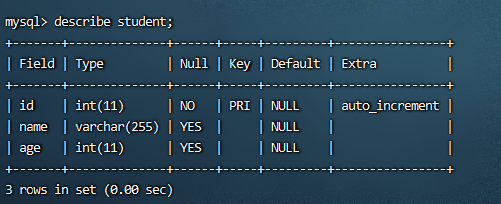 mysql> describe student;
+-------+--------------+------+-----+---------+----------------+
| Field | Type         | Null | Key | Default | Extra          |
+-------+--------------+------+-----+---------+----------------+
| id    | int(11)      | NO   | PRI | NULL    | auto_increment |
| name  | varchar(255) | YES  |     | NULL    |                |
| age   | int(11)      | YES  |     | NULL    |                |
+-------+--------------+------+-----+---------+----------------+
3 rows in set (0.00 sec)